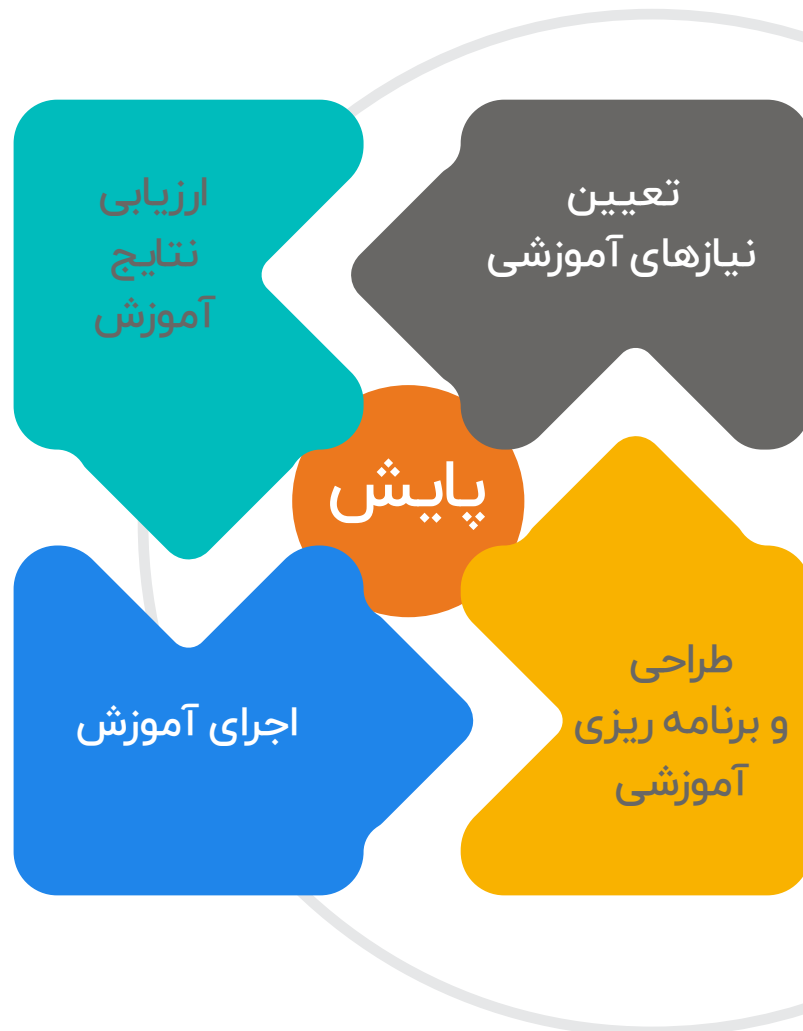 تعیین
نیازهای آموزشی
ارزیابی
نتایج
آموزش
پایش
طراحی
و برنامه ریزی
آموزشی
اجرای آموزش